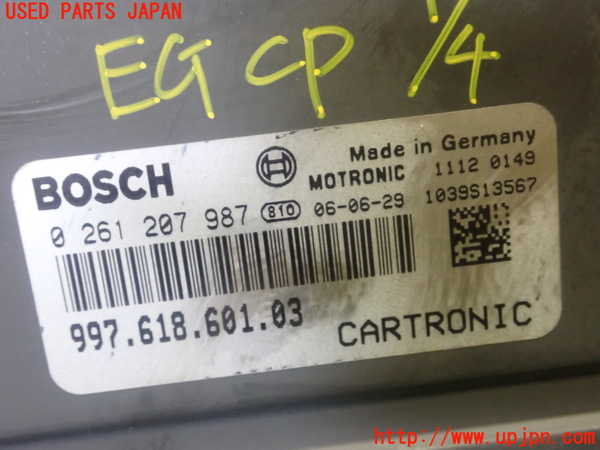 USED PARTS JAPAN
EG CP 1/4
BOSCH
Made in Germany
MOTRONIC 1112 0149
0 261 207 987 810 06-06-29 1039S13567
997.618.601.03
CARTRONIC
http://www.upjpn.com/